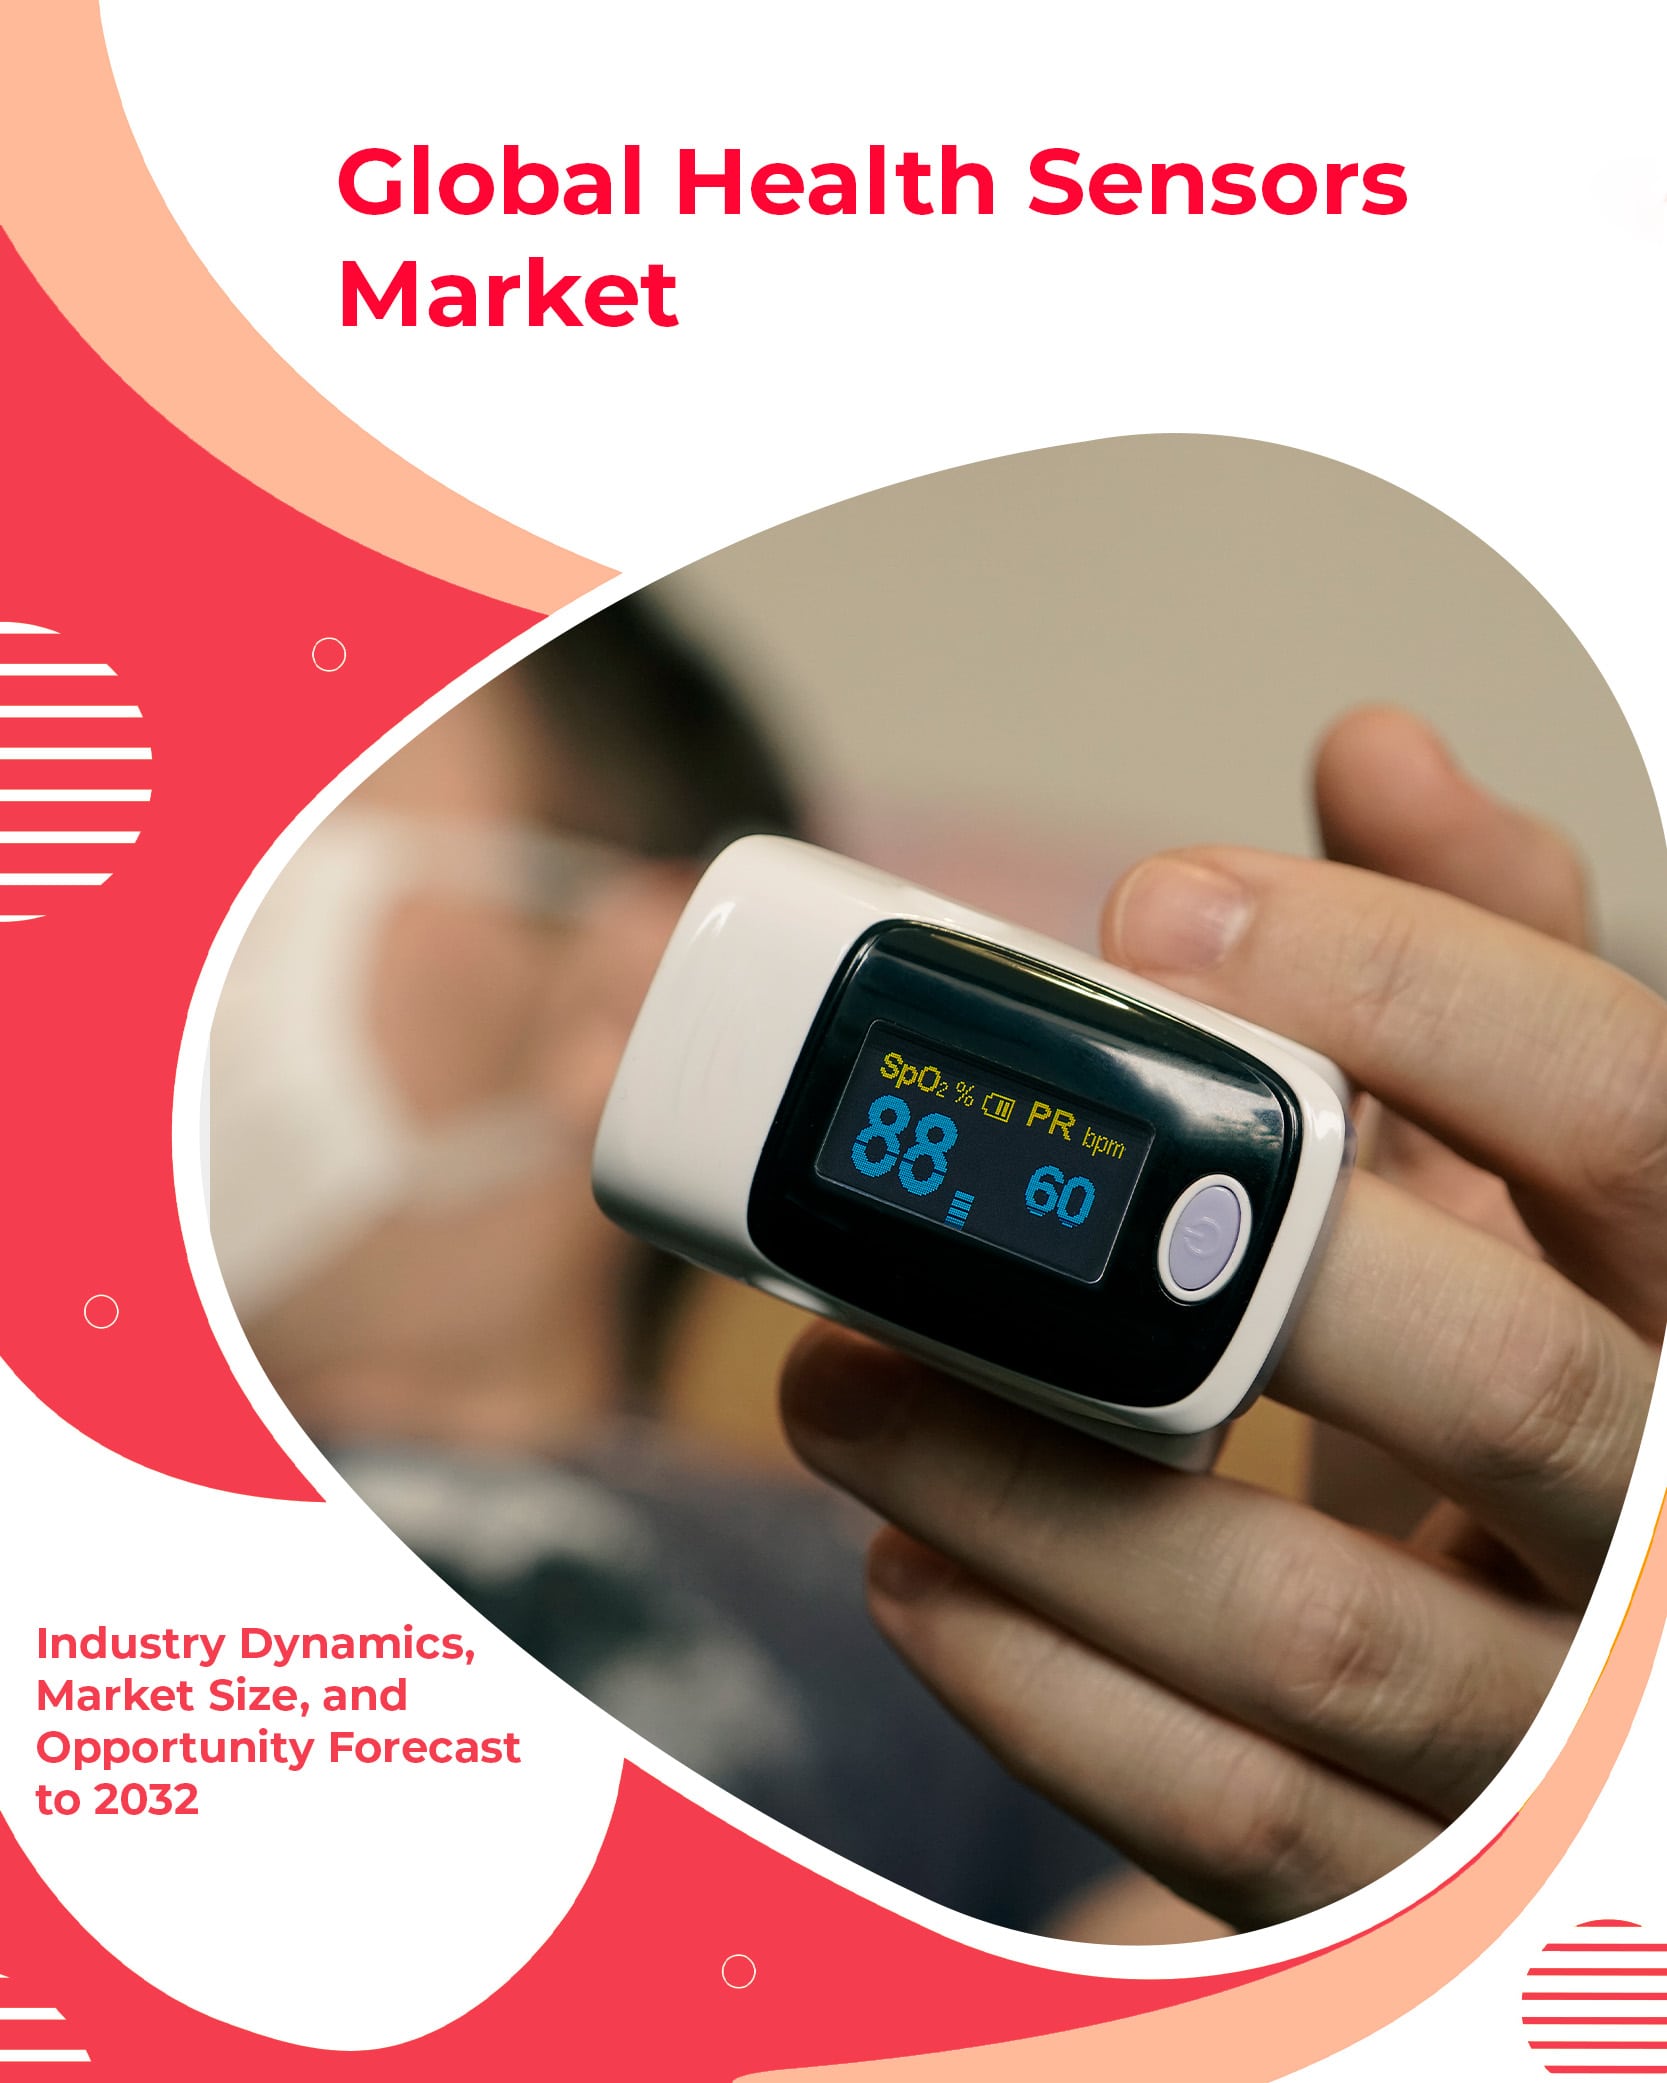 Global Health Sensors
Market
SpO₂ % PR bpm
88 60
Industry Dynamics,
Market Size, and
Opportunity Forecast
to 2032